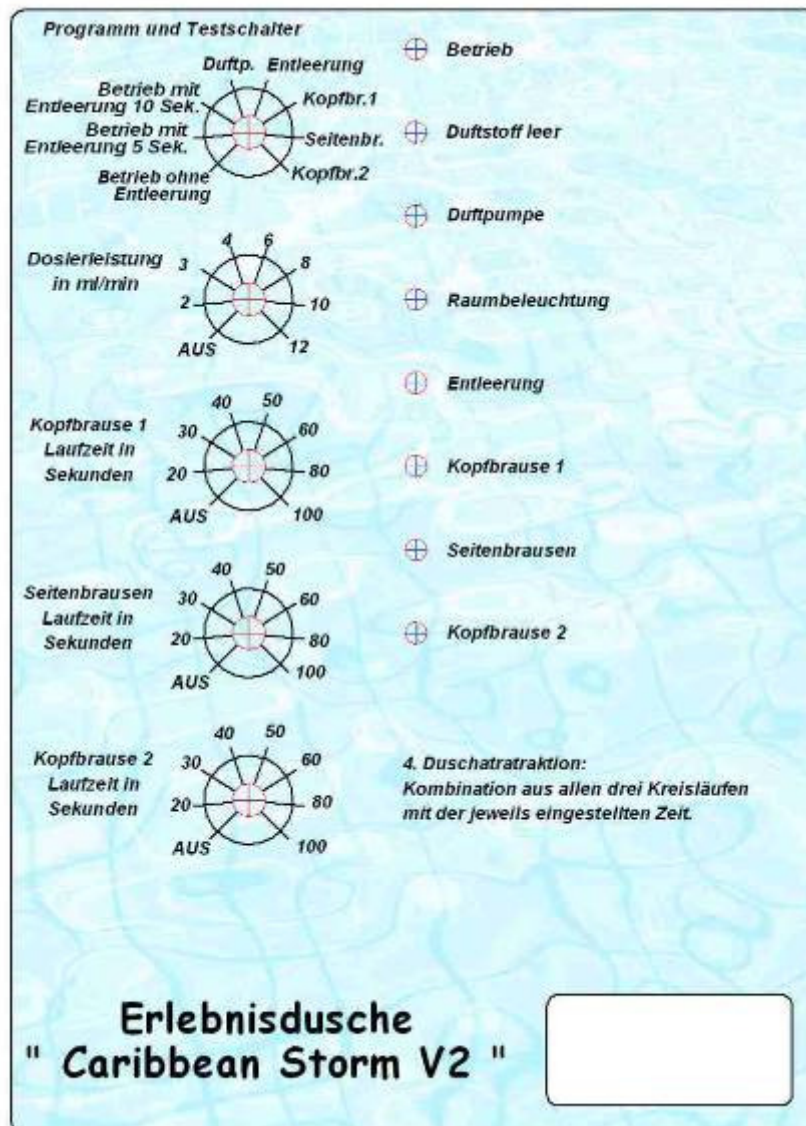 Programm und Testschalter
Duftp.
Entleerung
Betrieb mit
Entleerung 10 Sek.
Kopfbr.1
Betrieb mit
Entleerung 5 Sek.
Seitenbr.
Betrieb ohne
Entleerung
Kopfbr.2
Dosierleistung
in ml/min
AUS
2
3
4
6
8
10
12
Kopfbrause 1
Laufzeit in
Sekunden
AUS
20
30
40
50
60
80
100
Seitenbrausen
Laufzeit in
Sekunden
AUS
20
30
40
50
60
80
100
Kopfbrause 2
Laufzeit in
Sekunden
AUS
20
30
40
50
60
80
100
Betrieb
Duftstoff leer
Duftpumpe
Raumbeleuchtung
Entleerung
Kopfbrause 1
Seitenbrausen
Kopfbrause 2
4. Duschatratraktion:
Kombination aus allen drei Kreisläufen
mit der jeweils eingestellten Zeit.
Erlebnisdusche
" Caribbean Storm V2 "